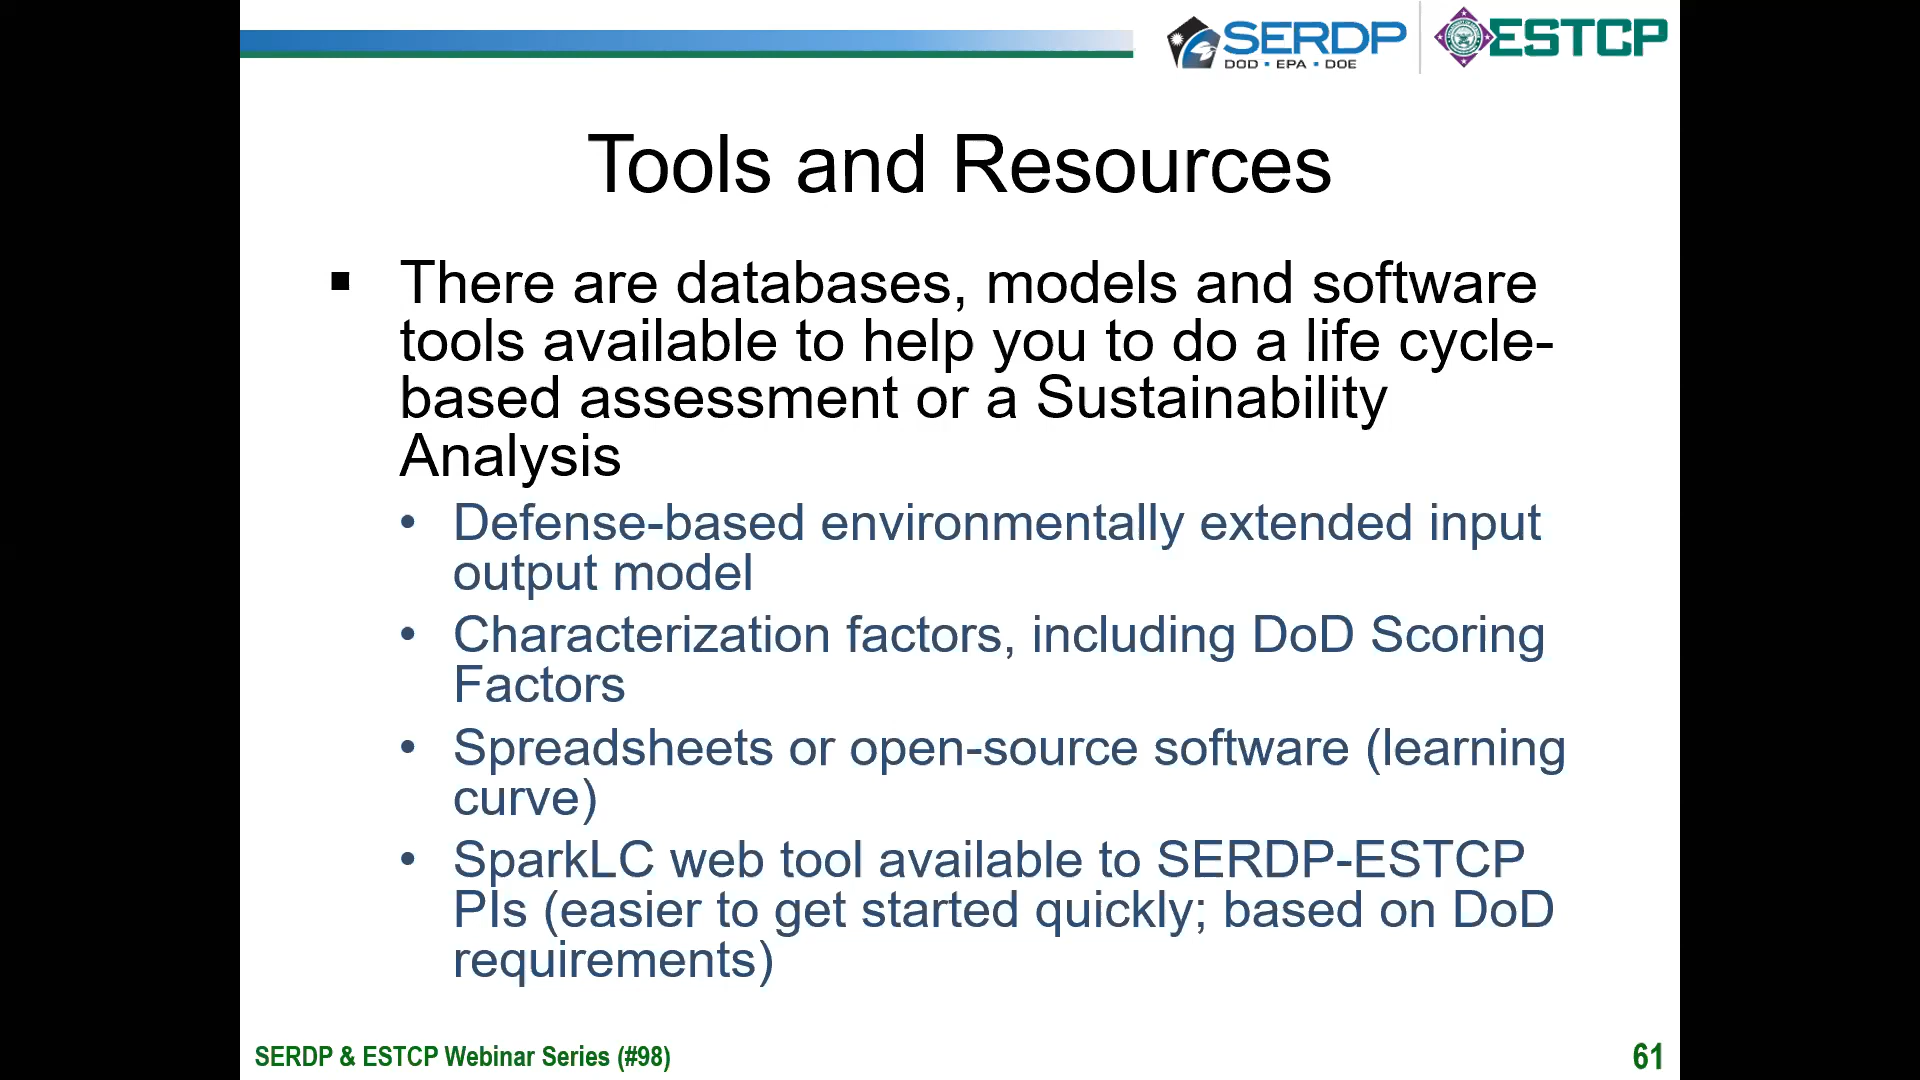 SERDP
DOD • EPA • DOE
ESTCP
Tools and Resources
▪ There are databases, models and software
tools available to help you to do a life cycle-
based assessment or a Sustainability
Analysis
• Defense-based environmentally extended input
output model
• Characterization factors, including DoD Scoring
Factors
• Spreadsheets or open-source software (learning
curve)
• SparkLC web tool available to SERDP-ESTCP
PIs (easier to get started quickly; based on DoD
requirements)
SERDP & ESTCP Webinar Series (#98)
61